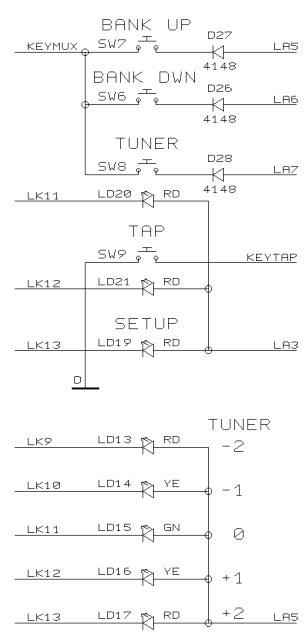 BANK UP
D27
KEYMUX SW7 LA5
4148
BANK DWN
D26
SW6 LA6
4148
TUNER
D28
SW8 LA7
4148
LK11 LD20 RD
TAP
SW9 KEYTAP
LK12 LD21 RD
SETUP
LK13 LD19 RD LA3
D
TUNER
LK9 LD13 RD -2
LK10 LD14 YE -1
LK11 LD15 GN 0
LK12 LD16 YE +1
LK13 LD17 RD +2 LA5